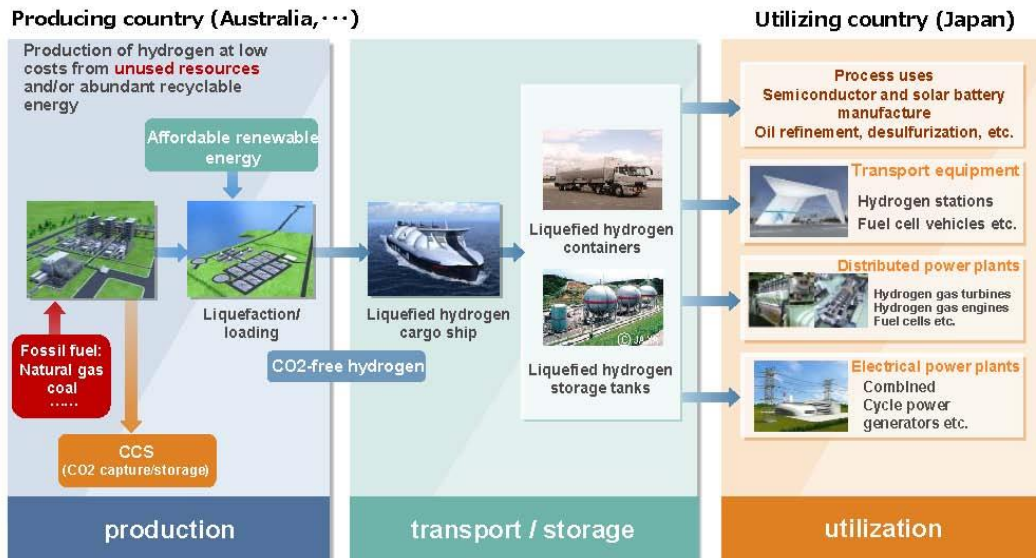 Producing country (Australia,・・・)
Utilizing country (Japan)
Production of hydrogen at low
costs from unused resources
and/or abundant recyclable
energy
Affordable renewable
energy
Liquefaction/
loading
Fossil fuel:
Natural gas
coal
……
CCS
(CO2 capture/storage)
CO2-free hydrogen
Liquefied hydrogen
cargo ship
Liquefied hydrogen
containers
Liquefied hydrogen
storage tanks
Process uses
Semiconductor and solar battery
manufacture
Oil refinement, desulfurization, etc.
Transport equipment
Hydrogen stations
Fuel cell vehicles etc.
Distributed power plants
Hydrogen gas turbines
Hydrogen gas engines
Fuel cells etc.
Electrical power plants
Combined
Cycle power
generators etc.
production
transport / storage
utilization